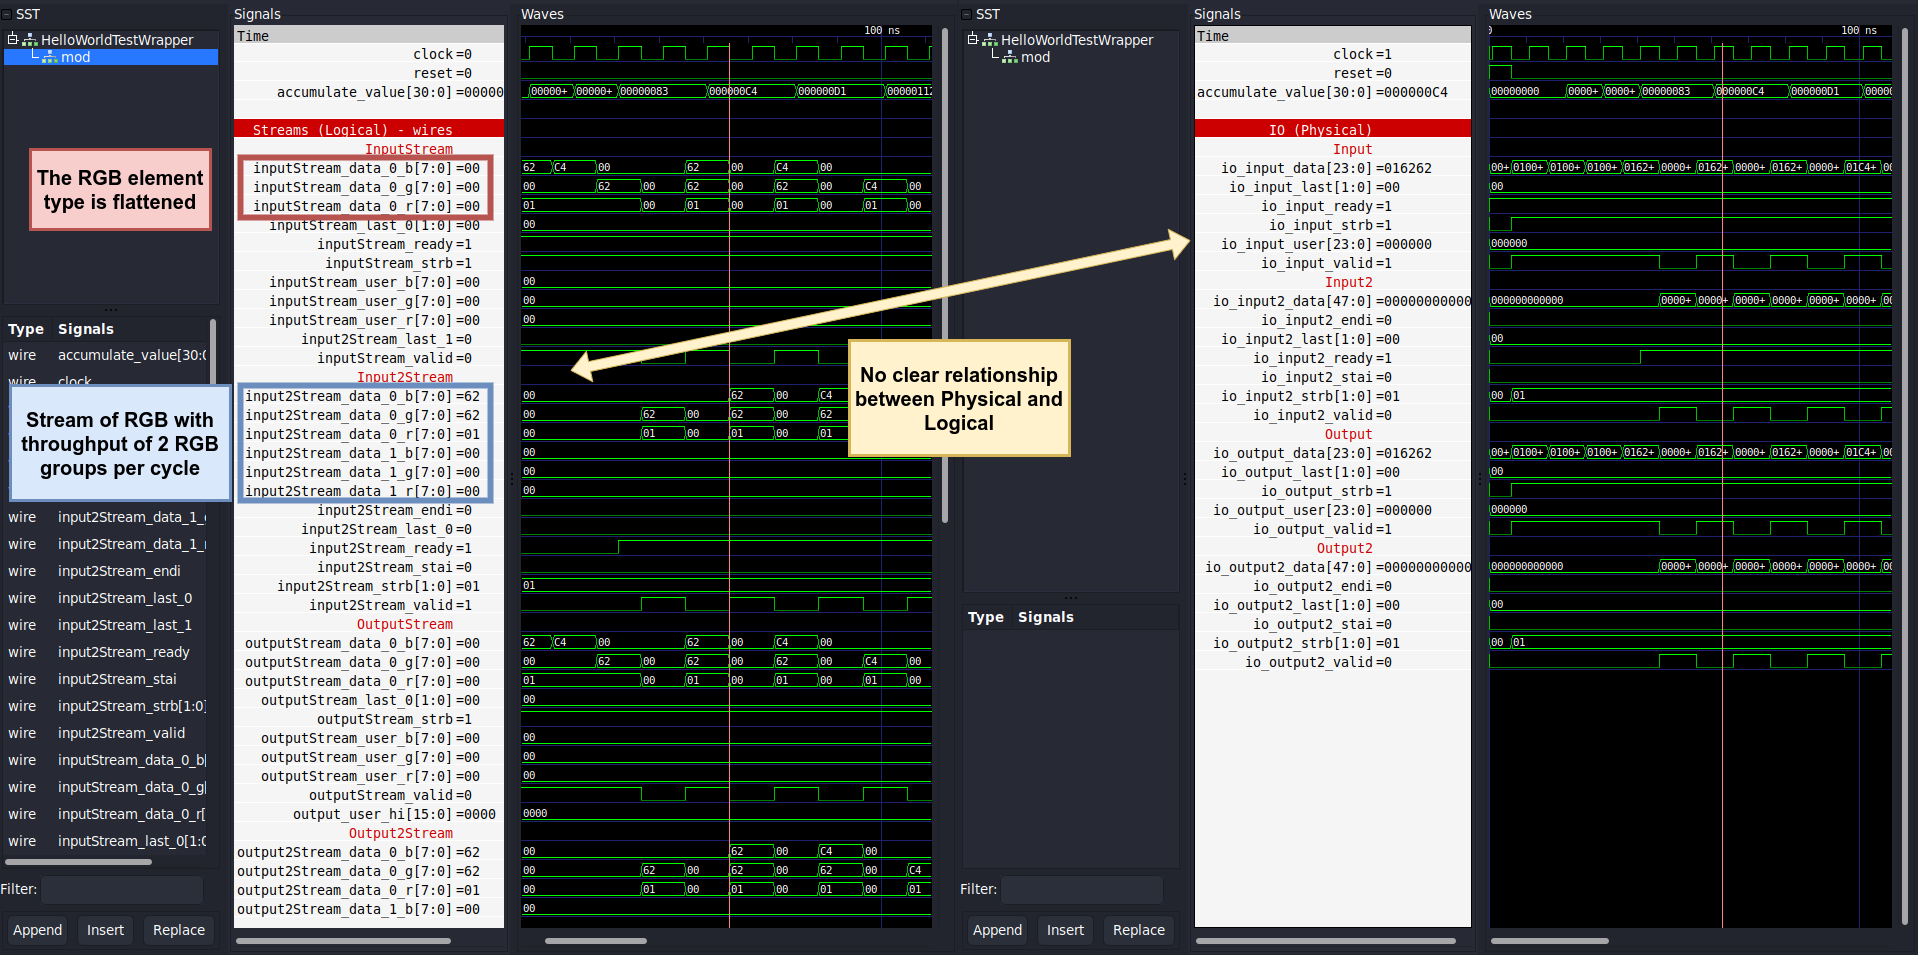 SST
HelloWorldTestWrapper
mod
The RGB element
type is flattened
Type Signals
wire accumulate_value[30:0
wire clock
Stream of RGB with
throughput of 2 RGB
groups per cycle
wire input2Stream_data_1_
wire input2Stream_data_1_r
wire input2Stream_endi
wire input2Stream_last_0
wire input2Stream_last_1
wire input2Stream_ready
wire input2Stream_stai
wire input2Stream_strb[1:0]
wire input2Stream_valid
wire inputStream_data_0_b[
wire inputStream_data_0_g[
wire inputStream_data_0_r[
wire inputStream_last_0[1:0
Filter:
Append Insert Replace
Signals
Time
clock=0
reset=0
accumulate_value[30:0]=00000
Streams (Logical) - wires
InputStream
inputStream_data_0_b[7:0]=00
inputStream_data_0_g[7:0]=00
inputStream_data_0_r[7:0]=00
inputStream_last_0[1:0]=00
inputStream_ready=1
inputStream_strb=1
inputStream_user_b[7:0]=00
inputStream_user_g[7:0]=00
inputStream_user_r[7:0]=00
input2Stream_last_1=0
inputStream_valid=0
Input2Stream
input2Stream_data_0_b[7:0]=62
input2Stream_data_0_g[7:0]=62
input2Stream_data_0_r[7:0]=01
input2Stream_data_1_b[7:0]=00
input2Stream_data_1_g[7:0]=00
input2Stream_data_1_r[7:0]=00
input2Stream_endi=0
input2Stream_last_0=0
input2Stream_ready=1
input2Stream_stai=0
input2Stream_strb[1:0]=01
input2Stream_valid=1
OutputStream
outputStream_data_0_b[7:0]=00
outputStream_data_0_g[7:0]=00
outputStream_data_0_r[7:0]=00
outputStream_last_0[1:0]=00
outputStream_strb=1
outputStream_user_b[7:0]=00
outputStream_user_g[7:0]=00
outputStream_user_r[7:0]=00
outputStream_valid=0
output_user_hi[15:0]=0000
Output2Stream
output2Stream_data_0_b[7:0]=62
output2Stream_data_0_g[7:0]=62
output2Stream_data_0_r[7:0]=01
output2Stream_data_1_b[7:0]=00
Waves
100 ns
00000+ 00000+ 00000083 000000C4 000000D1 00000112
62 C4 00 62 00 C4 00
00 62 00 62 00 62 00 C4 00
01 00 01 00 01 00 01 00
00
00
00
00
00 62 00 C4
00 62 00 62 00 62
00 01 00 01 00 01
00
00
00
01
62 C4 00 62 00 C4 00
00 62 00 62 00 62 00 C4 00
01 00 01 00 01 00 01 00
00
00
00
00
0000
00 62 00 C4 00
00 62 00 62 00 62 00 C4
00 01 00 01 00 01 00 01
00
No clear relationship
between Physical and
Logical
SST
HelloWorldTestWrapper
mod
Type Signals
Filter:
Append Insert Replace
Signals
Time
clock=1
reset=0
accumulate_value[30:0]=000000C4
IO (Physical)
Input
io_input_data[23:0]=016262
io_input_last[1:0]=00
io_input_ready=1
io_input_strb=1
io_input_user[23:0]=000000
io_input_valid=1
Input2
io_input2_data[47:0]=00000000000
io_input2_endi=0
io_input2_last[1:0]=00
io_input2_ready=1
io_input2_stai=0
io_input2_strb[1:0]=01
io_input2_valid=0
Output
io_output_data[23:0]=016262
io_output_last[1:0]=00
io_output_strb=1
io_output_user[23:0]=000000
io_output_valid=1
Output2
io_output2_data[47:0]=00000000000
io_output2_endi=0
io_output2_last[1:0]=00
io_output2_stai=0
io_output2_strb[1:0]=01
io_output2_valid=0
Waves
0 100 ns
00000000 0000+ 0000+ 00000083 000000C4 000000D1 0000
00+ 0100+ 0100+ 0100+ 0162+ 0000+ 0162+ 0000+ 0162+ 0000+ 01C4+ 00
00
000000
000000000000 0000+ 0000+ 0000+ 0000+ 0000+ 0000+ 00
00
00 01
00+ 0100+ 0100+ 0100+ 0162+ 0000+ 0162+ 0000+ 0162+ 0000+ 01C4+ 00
00
000000
000000000000 0000+ 0000+ 0000+ 0000+ 0000+ 0000+ 00
00
00 01